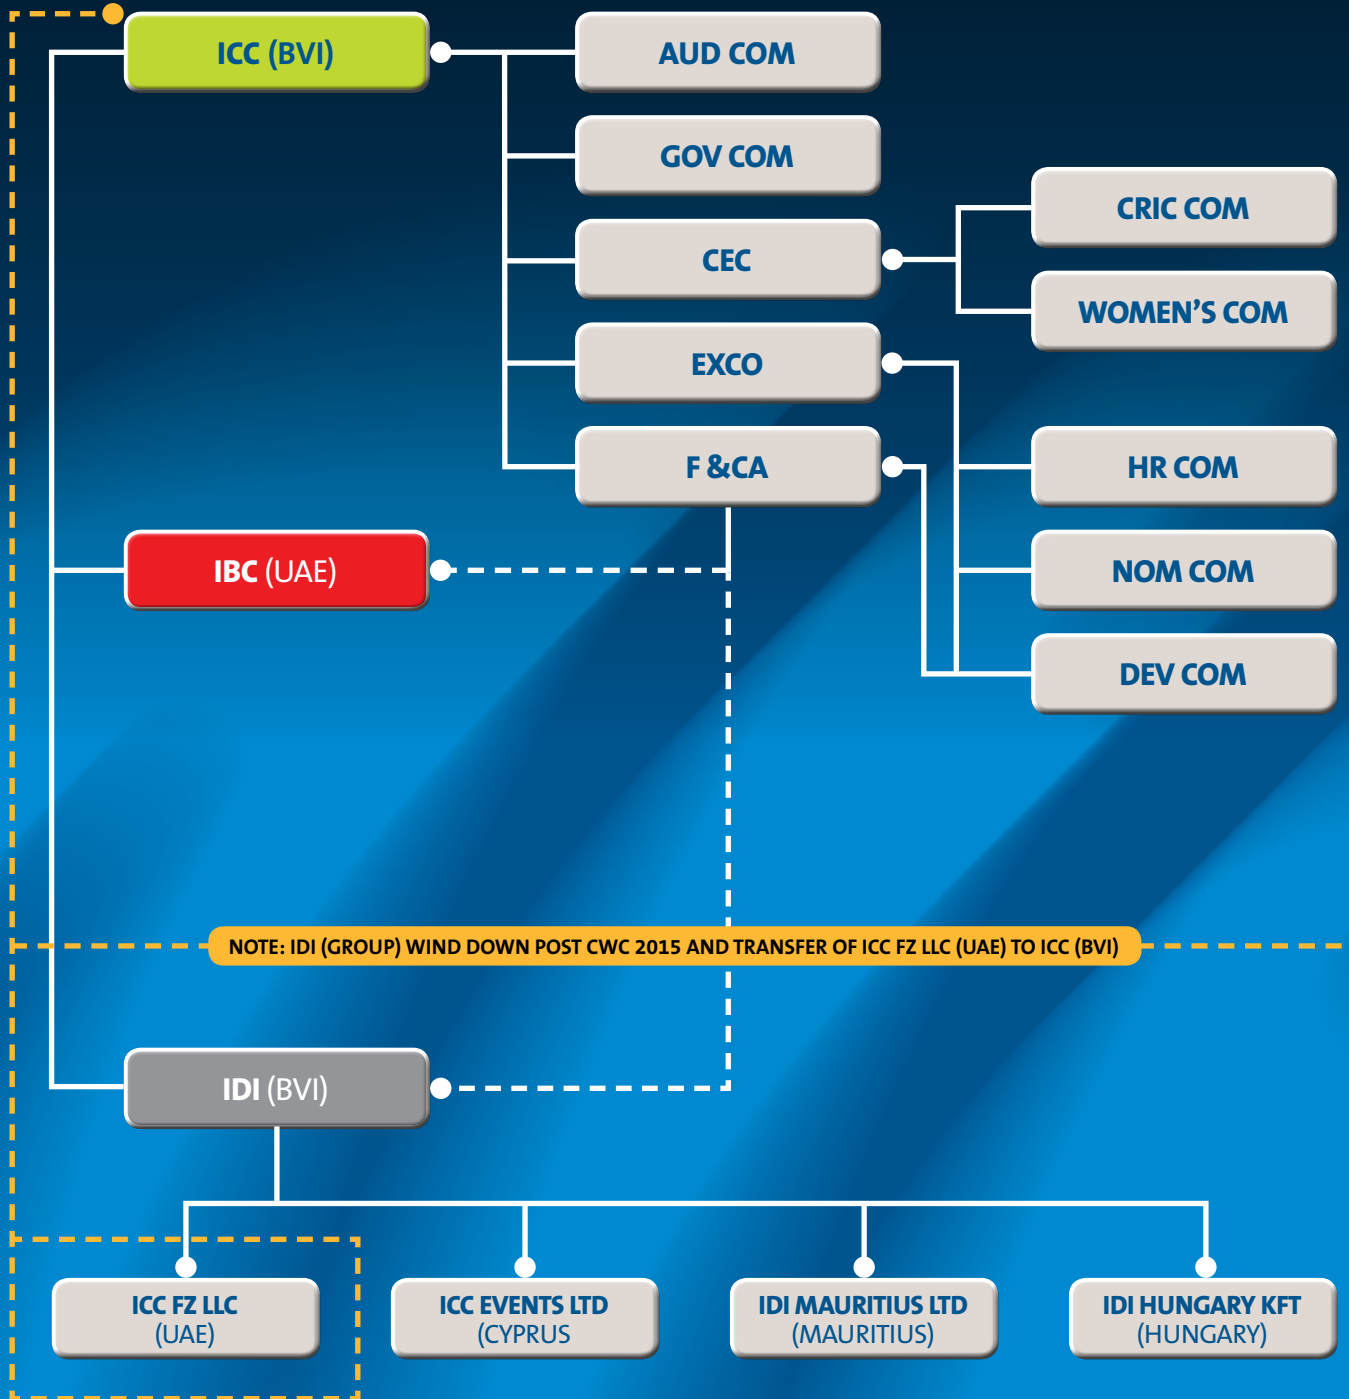 ICC (BVI)
AUD COM
GOV COM
CEC
CRIC COM
WOMEN’S COM
EXCO
F &CA
HR COM
NOM COM
DEV COM
IBC (UAE)
NOTE: IDI (GROUP) WIND DOWN POST CWC 2015 AND TRANSFER OF ICC FZ LLC (UAE) TO ICC (BVI)
IDI (BVI)
ICC FZ LLC
(UAE)
ICC EVENTS LTD
(CYPRUS
IDI MAURITIUS LTD
(MAURITIUS)
IDI HUNGARY KFT
(HUNGARY)